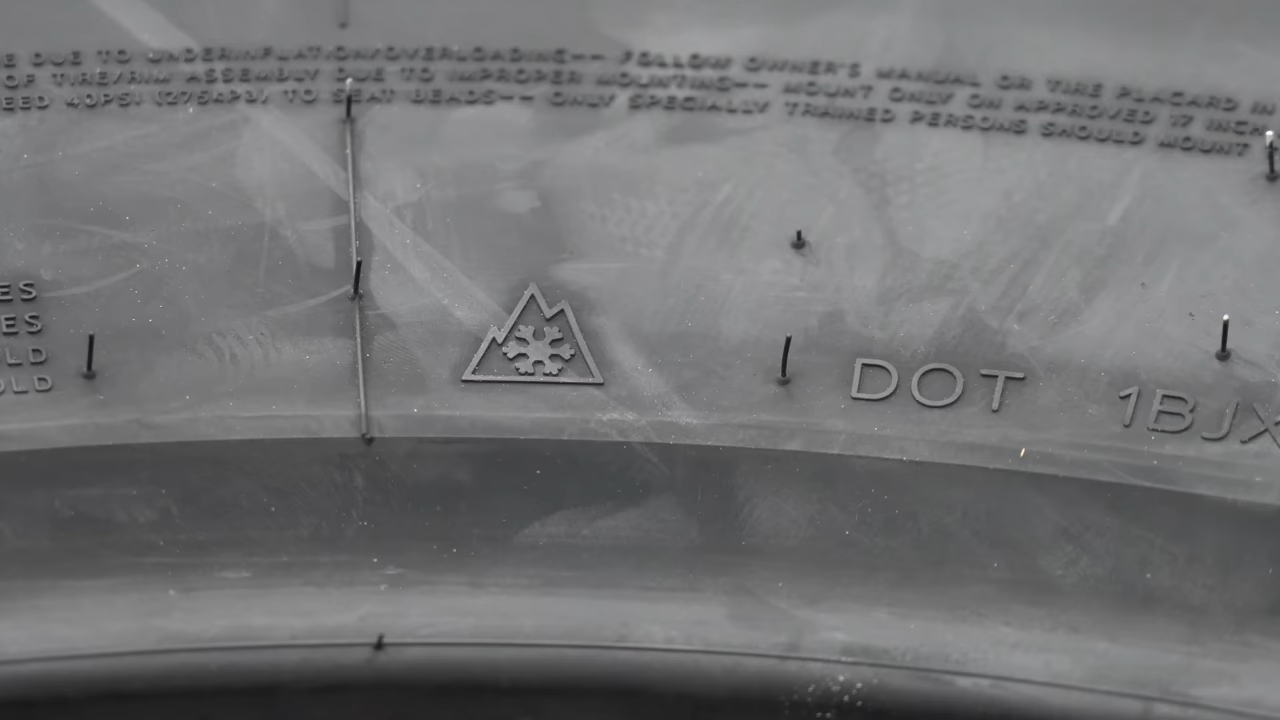 E DUE TO UNDERINFLATION/OVERLOADING-- FOLLOW OWNER'S MANUAL OR TIRE PLACARD IN
OF TIRE/RIM ASSEMBLY DUE TO IMPROPER MOUNTING-- MOUNT ONLY ON APPROVED 17 INCH
EED 40PSI (275KPA) TO SEAT BEADS-- ONLY SPECIALLY TRAINED PERSONS SHOULD MOUNT
ES
ES
LD
OLD
DOT 1BJX